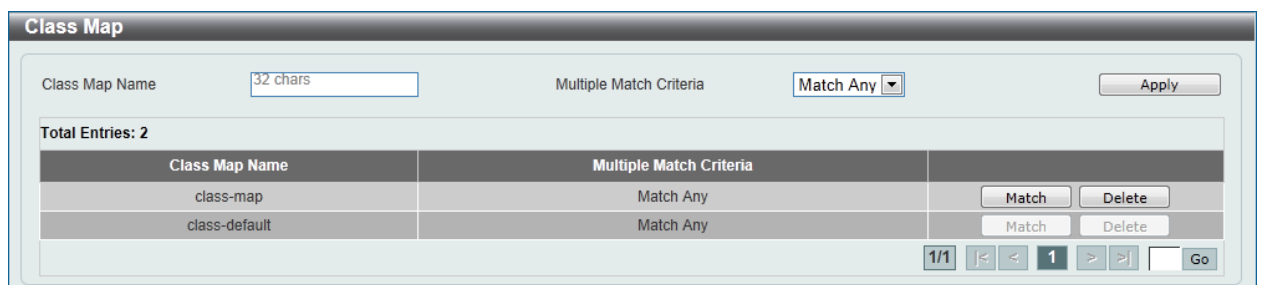 Class Map
Class Map Name 32 chars Multiple Match Criteria Match Any Apply
Total Entries: 2
Class Map Name Multiple Match Criteria
class-map Match Any Match Delete
class-default Match Any Match Delete
1/1 |< < 1 > >| Go